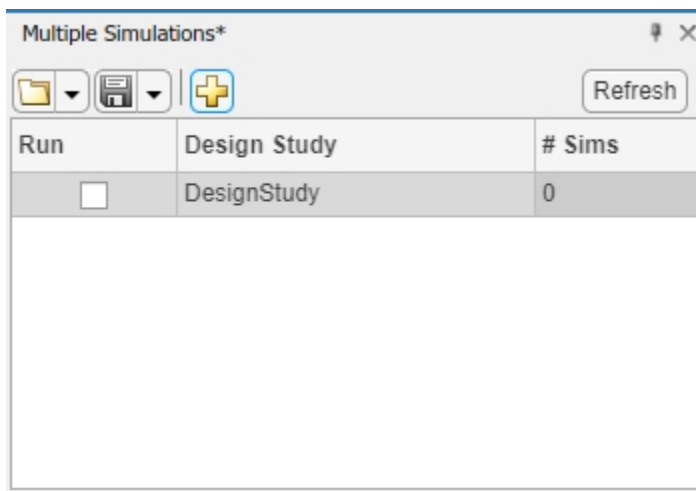 Multiple Simulations*
Refresh
Run Design Study # Sims
DesignStudy 0